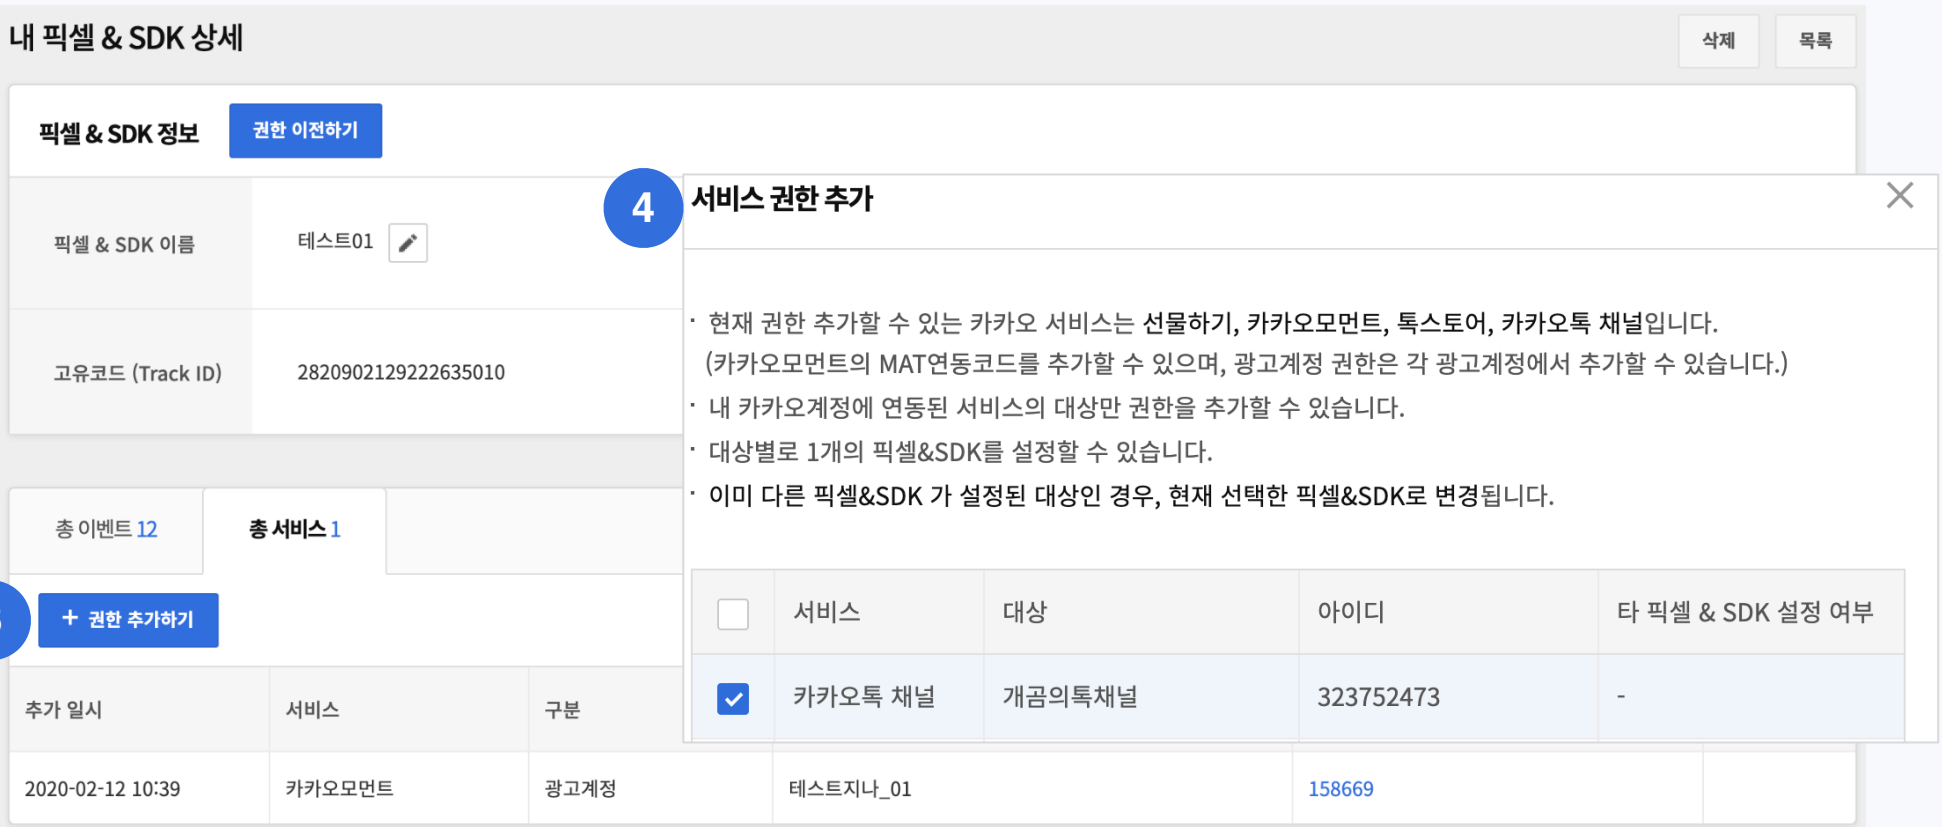 내 픽셀 & SDK 상세
삭제
목록
픽셀 & SDK 정보
권한 이전하기
픽셀 & SDK 이름
테스트01
고유코드 (Track ID)
2820902129222635010
총 이벤트 12
총 서비스 1
+ 권한 추가하기
추가 일시
서비스
구분
2020-02-12 10:39
카카오모먼트
광고계정
테스트지나_01
158669
4
서비스 권한 추가
· 현재 권한 추가할 수 있는 카카오 서비스는 선물하기, 카카오모먼트, 톡스토어, 카카오톡 채널입니다.
(카카오모먼트의 MAT연동코드를 추가할 수 있으며, 광고계정 권한은 각 광고계정에서 추가할 수 있습니다.)
· 내 카카오계정에 연동된 서비스의 대상만 권한을 추가할 수 있습니다.
· 대상별로 1개의 픽셀&SDK를 설정할 수 있습니다.
· 이미 다른 픽셀&SDK 가 설정된 대상인 경우, 현재 선택한 픽셀&SDK로 변경됩니다.
서비스
대상
아이디
타 픽셀 & SDK 설정 여부
카카오톡 채널
개곰의톡채널
323752473
-